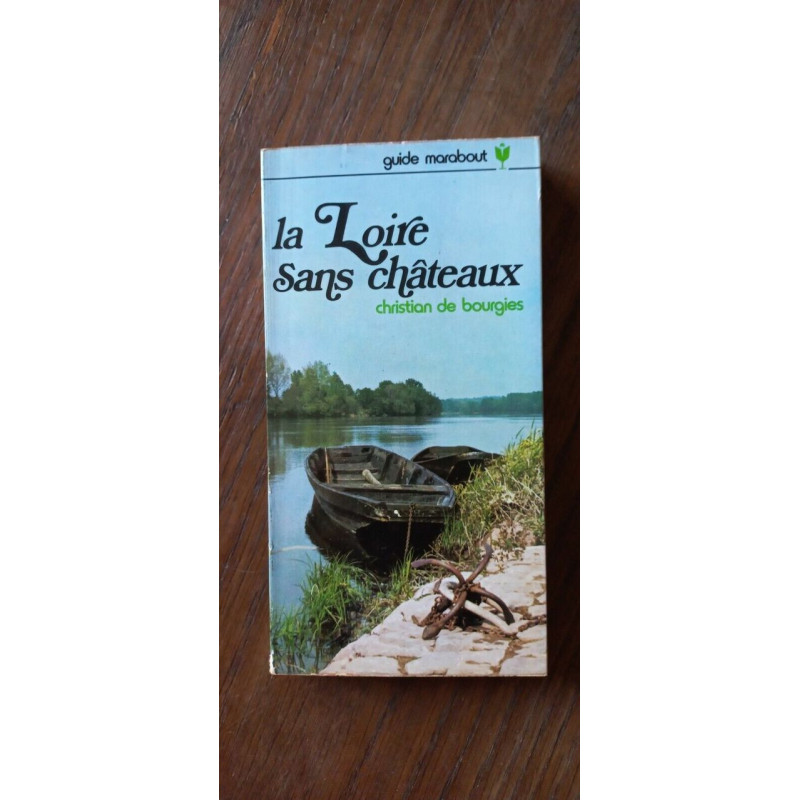 guide marabout
la Loire
sans châteaux
christian de bourgies